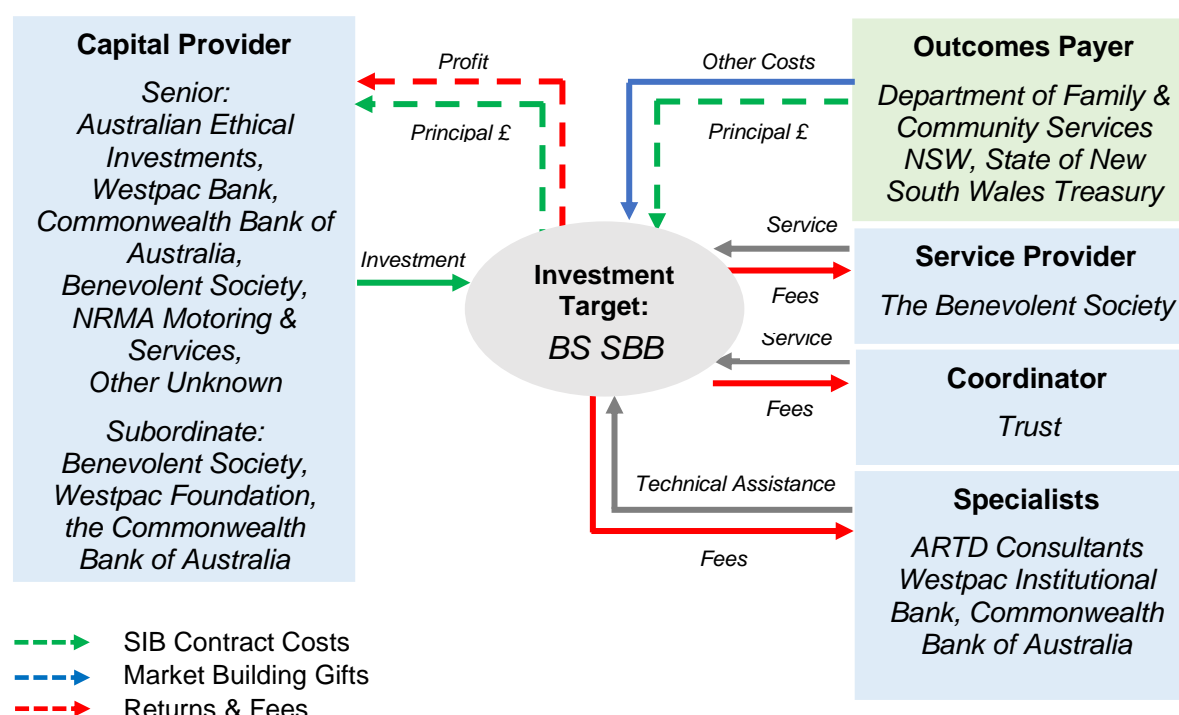 Capital Provider
Senior:
Australian Ethical
Investments,
Westpac Bank,
Commonwealth Bank of
Australia,
Benevolent Society,
NRMA Motoring &
Services,
Other Unknown
Subordinate:
Benevolent Society,
Westpac Foundation,
the Commonwealth
Bank of Australia
Profit
Principal £
Investment
Other Costs
Principal £
Investment
Target:
BS SBB
Service
Fees
Service
Fees
Technical Assistance
Fees
Outcomes Payer
Department of Family &
Community Services
NSW, State of New
South Wales Treasury
Service Provider
The Benevolent Society
Coordinator
Trust
Specialists
ARTD Consultants
Westpac Institutional
Bank, Commonwealth
Bank of Australia
SIB Contract Costs
Market Building Gifts
Returns & Fees